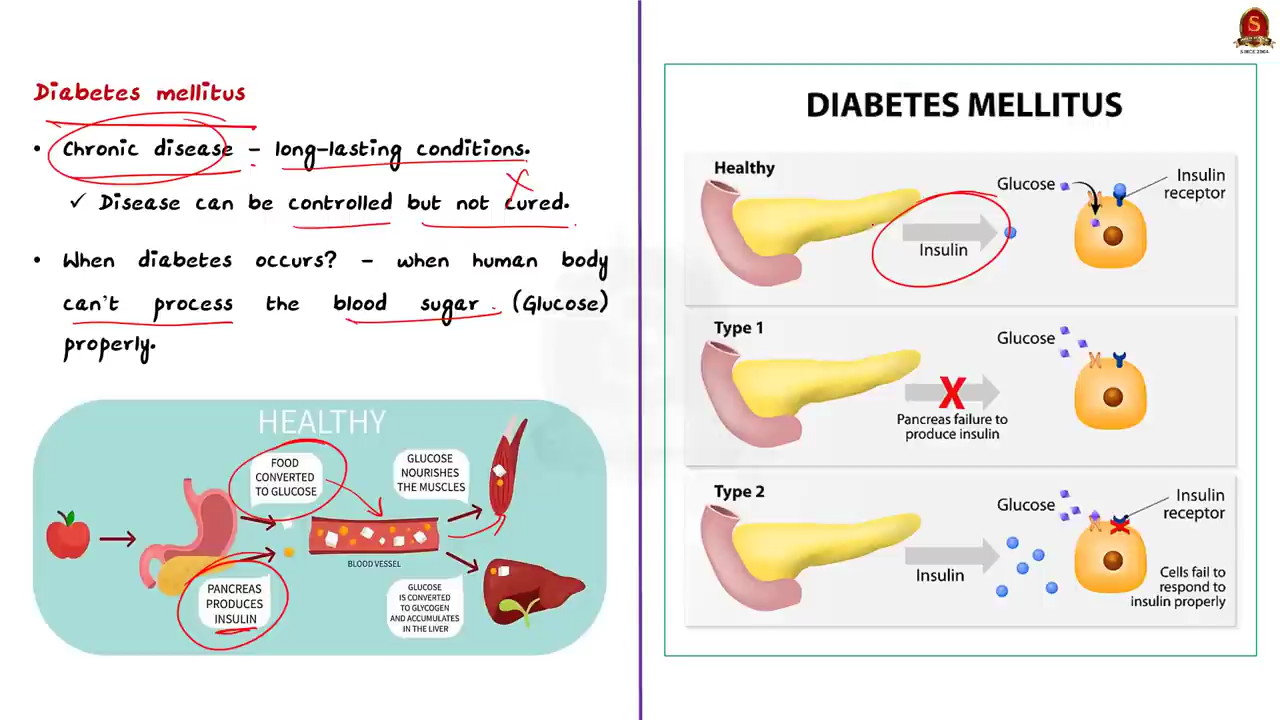 Diabetes mellitus
• Chronic disease – long-lasting conditions.
✓ Disease can be controlled but not cured.
• When diabetes occurs? – when human body
can't process the blood sugar. (Glucose)
properly.
HEALTHY
FOOD
CONVERTED
TO GLUCOSE
PANCREAS
PRODUCES
INSULIN
BLOOD VESSEL
GLUCOSE
NOURISHES
THE MUSCLES
GLUCOSE
IS CONVERTED
TO GLYCOGEN
AND ACCUMULATES
IN THE LIVER
S
SINCE 2004
DIABETES MELLITUS
Healthy
Insulin
Glucose
Insulin
receptor
Type 1
Pancreas failure to
produce insulin
Glucose
Type 2
Insulin
Glucose
Insulin
receptor
Cells fail to
respond to
insulin properly